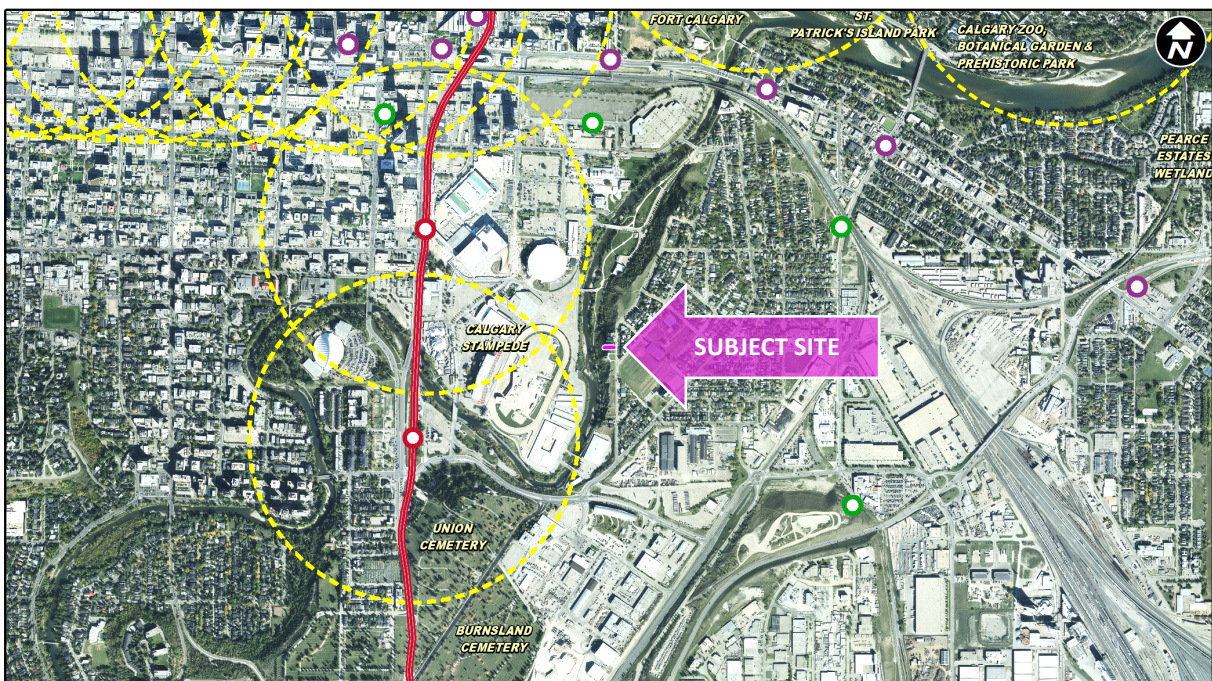 FORT CALGARY
ST.
PATRICK'S ISLAND PARK
CALGARY ZOO,
BOTANICAL GARDEN &
PREHISTORIC PARK
N
PEARCE
ESTATES
WETLAND
CALGARY
STAMPEDE
SUBJECT SITE
UNION
CEMETERY
BURNSLAND
CEMETERY